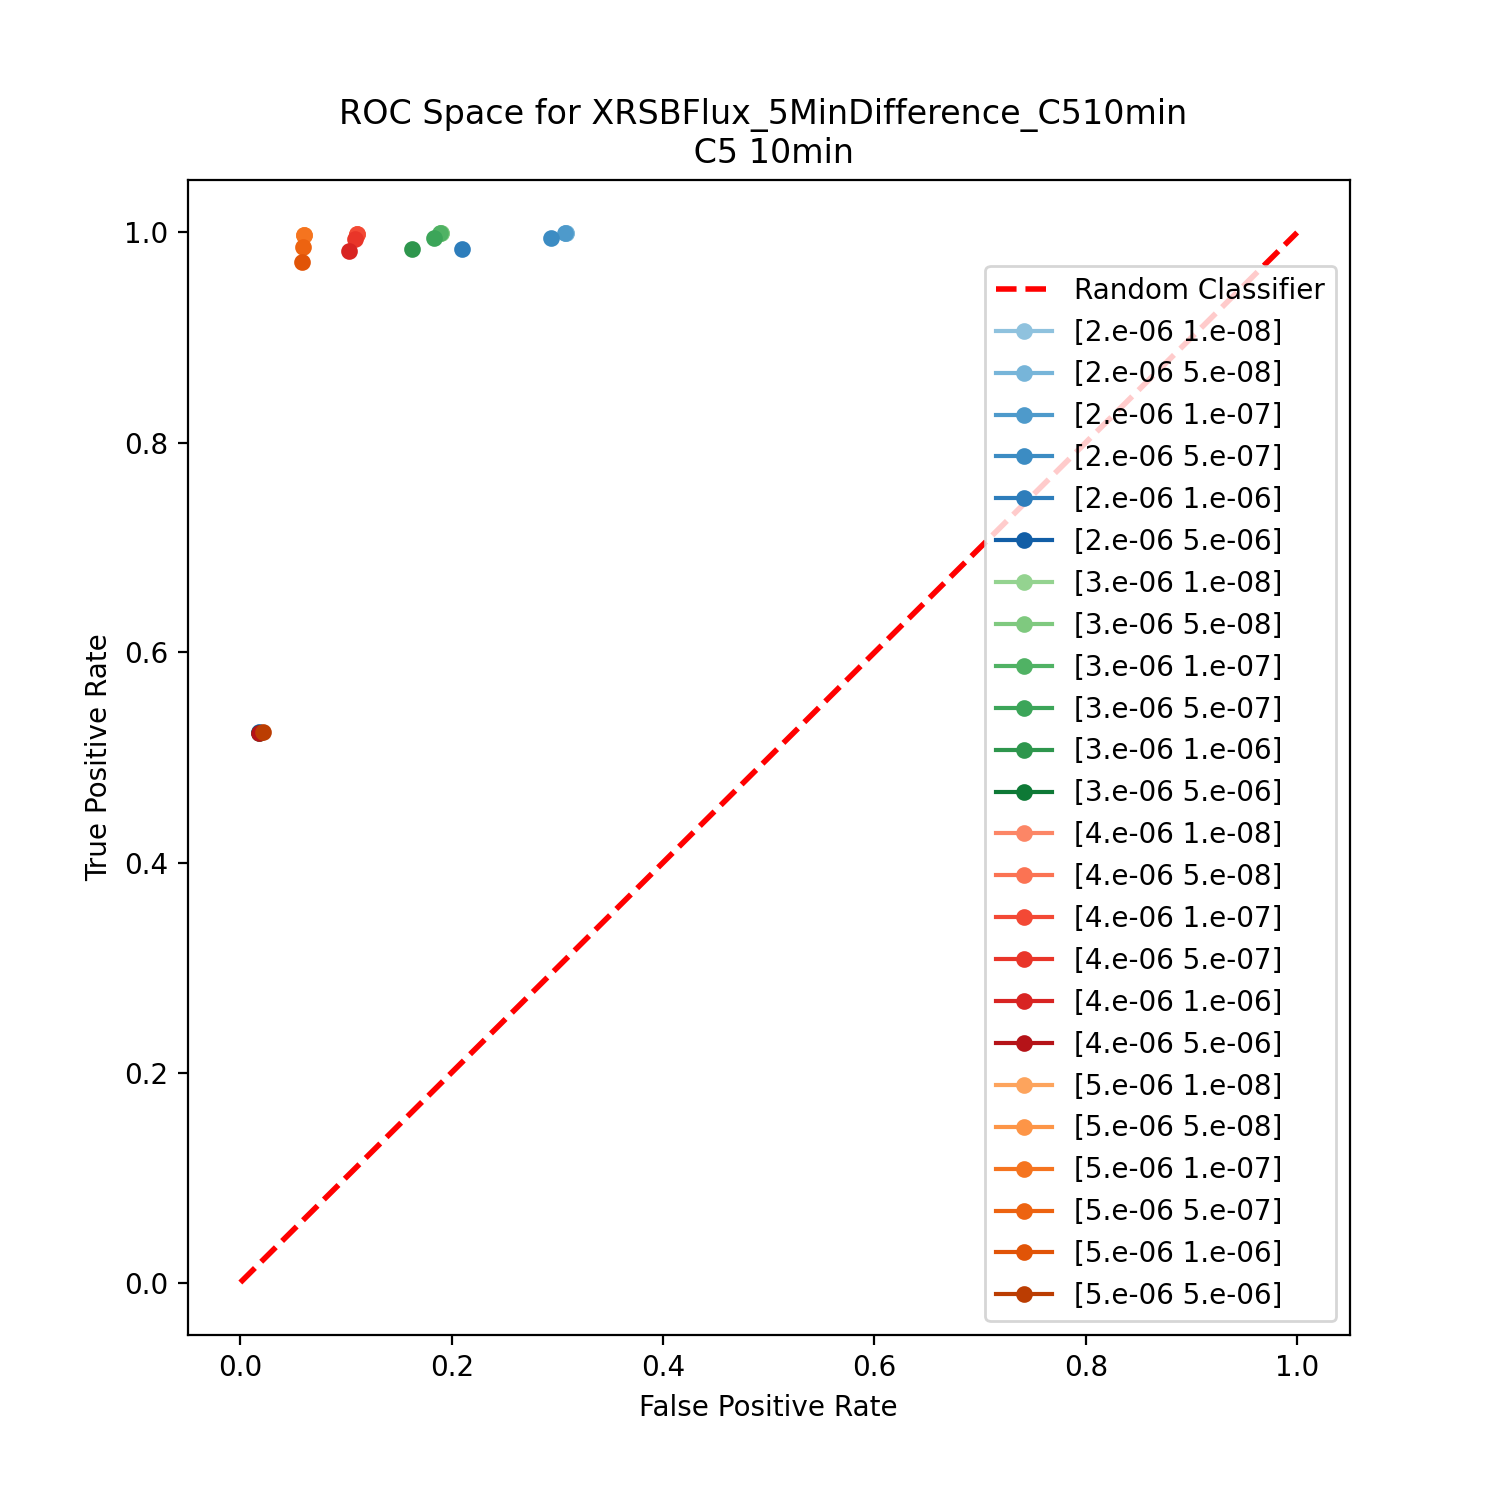 ROC Space for XRSBFlux_5MinDifference_C510min
C5 10min
1.0
0.8
0.6
0.4
0.2
0.0
True Positive Rate
Random Classifier
[2.e-06 1.e-08]
[2.e-06 5.e-08]
[2.e-06 1.e-07]
[2.e-06 5.e-07]
[2.e-06 1.e-06]
[2.e-06 5.e-06]
[3.e-06 1.e-08]
[3.e-06 5.e-08]
[3.e-06 1.e-07]
[3.e-06 5.e-07]
[3.e-06 1.e-06]
[3.e-06 5.e-06]
[4.e-06 1.e-08]
[4.e-06 5.e-08]
[4.e-06 1.e-07]
[4.e-06 5.e-07]
[4.e-06 1.e-06]
[4.e-06 5.e-06]
[5.e-06 1.e-08]
[5.e-06 5.e-08]
[5.e-06 1.e-07]
[5.e-06 5.e-07]
[5.e-06 1.e-06]
[5.e-06 5.e-06]
0.0 0.2 0.4 0.6 0.8 1.0
False Positive Rate